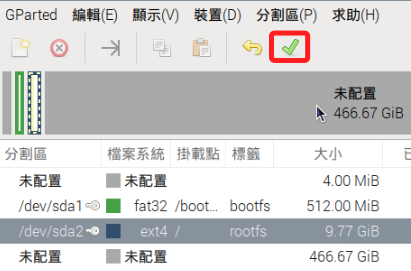 GParted 編輯(E) 顯示(V) 裝置(D) 分割區(P) 求助(H)
未配置
466.67 GiB
分割區 檔案系統 掛載點 標籤 大小
未配置 未配置 4.00 MiB
/dev/sda1 fat32 /boot... bootfs 512.00 MiB
/dev/sda2 ext4 / rootfs 9.77 GiB
未配置 未配置 466.67 GiB